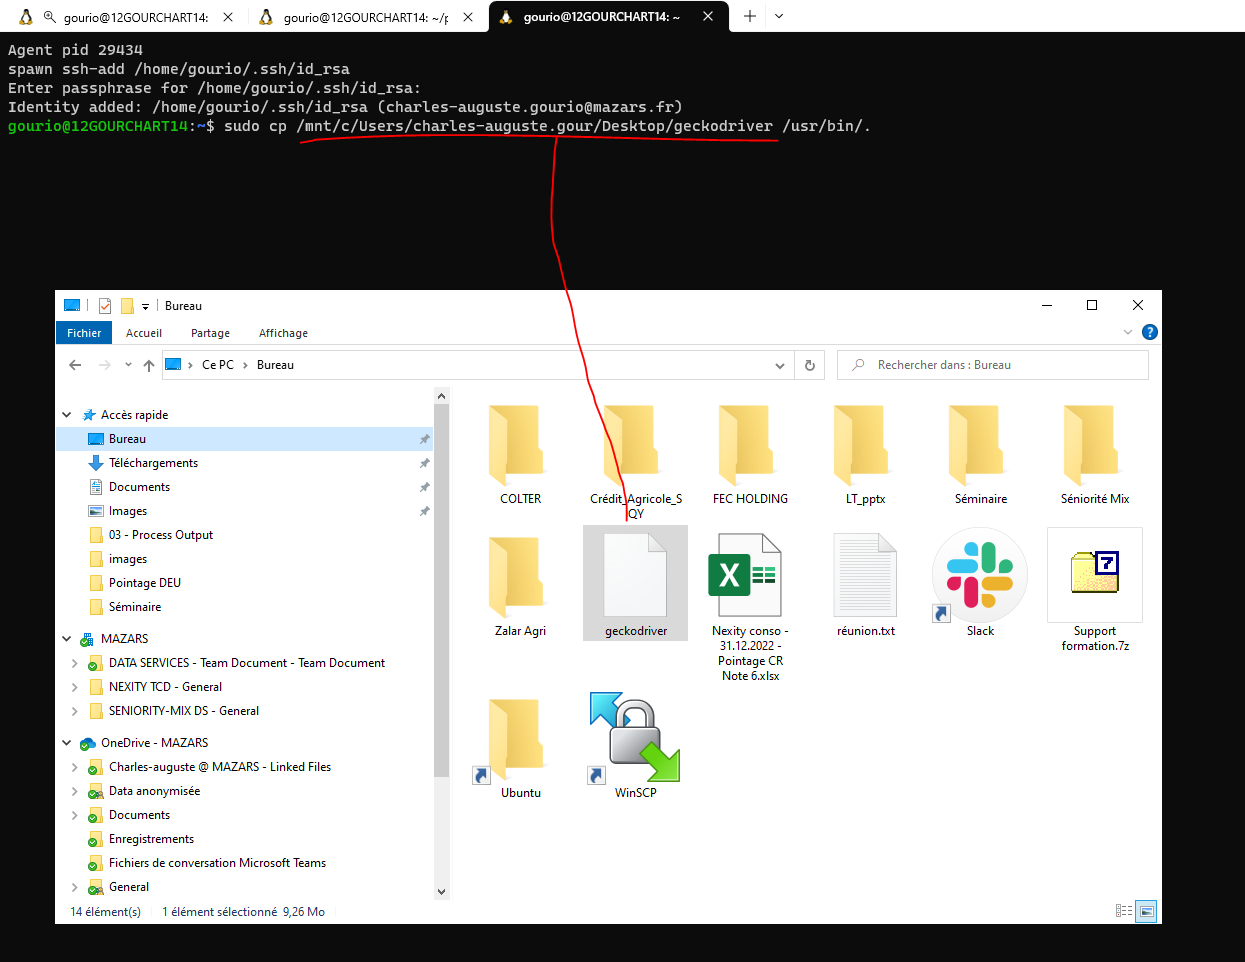 gourio@12GOURCHART14:
gourio@12GOURCHART14: ~/p
gourio@12GOURCHART14: ~
Agent pid 29434
spawn ssh-add /home/gourio/.ssh/id_rsa
Enter passphrase for /home/gourio/.ssh/id_rsa:
Identity added: /home/gourio/.ssh/id_rsa (charles-auguste.gourio@mazars.fr)
gourio@12GOURCHART14:~$ sudo cp /mnt/c/Users/charles-auguste.gour/Desktop/geckodriver /usr/bin/.
Bureau
Fichier Accueil Partage Affichage
Ce PC > Bureau
Rechercher dans : Bureau
Accès rapide
Bureau
Téléchargements
Documents
Images
03 - Process Output
images
Pointage DEU
Séminaire
MAZARS
DATA SERVICES - Team Document - Team Document
NEXITY TCD - General
SENIORITY-MIX DS - General
OneDrive - MAZARS
Charles-auguste @ MAZARS - Linked Files
Data anonymisée
Documents
Enregistrements
Fichiers de conversation Microsoft Teams
General
COLTER
Crédit_Agricole_S
QY
FEC HOLDING
LT_pptx
Séminaire
Séniorité Mix
Zalar Agri
geckodriver
Nexity conso -
31.12.2022 -
Pointage CR
Note 6.xlsx
réunion.txt
Slack
7
Support
formation.7z
Ubuntu
WinSCP
14 élément(s)
1 élément sélectionné 9,26 Mo